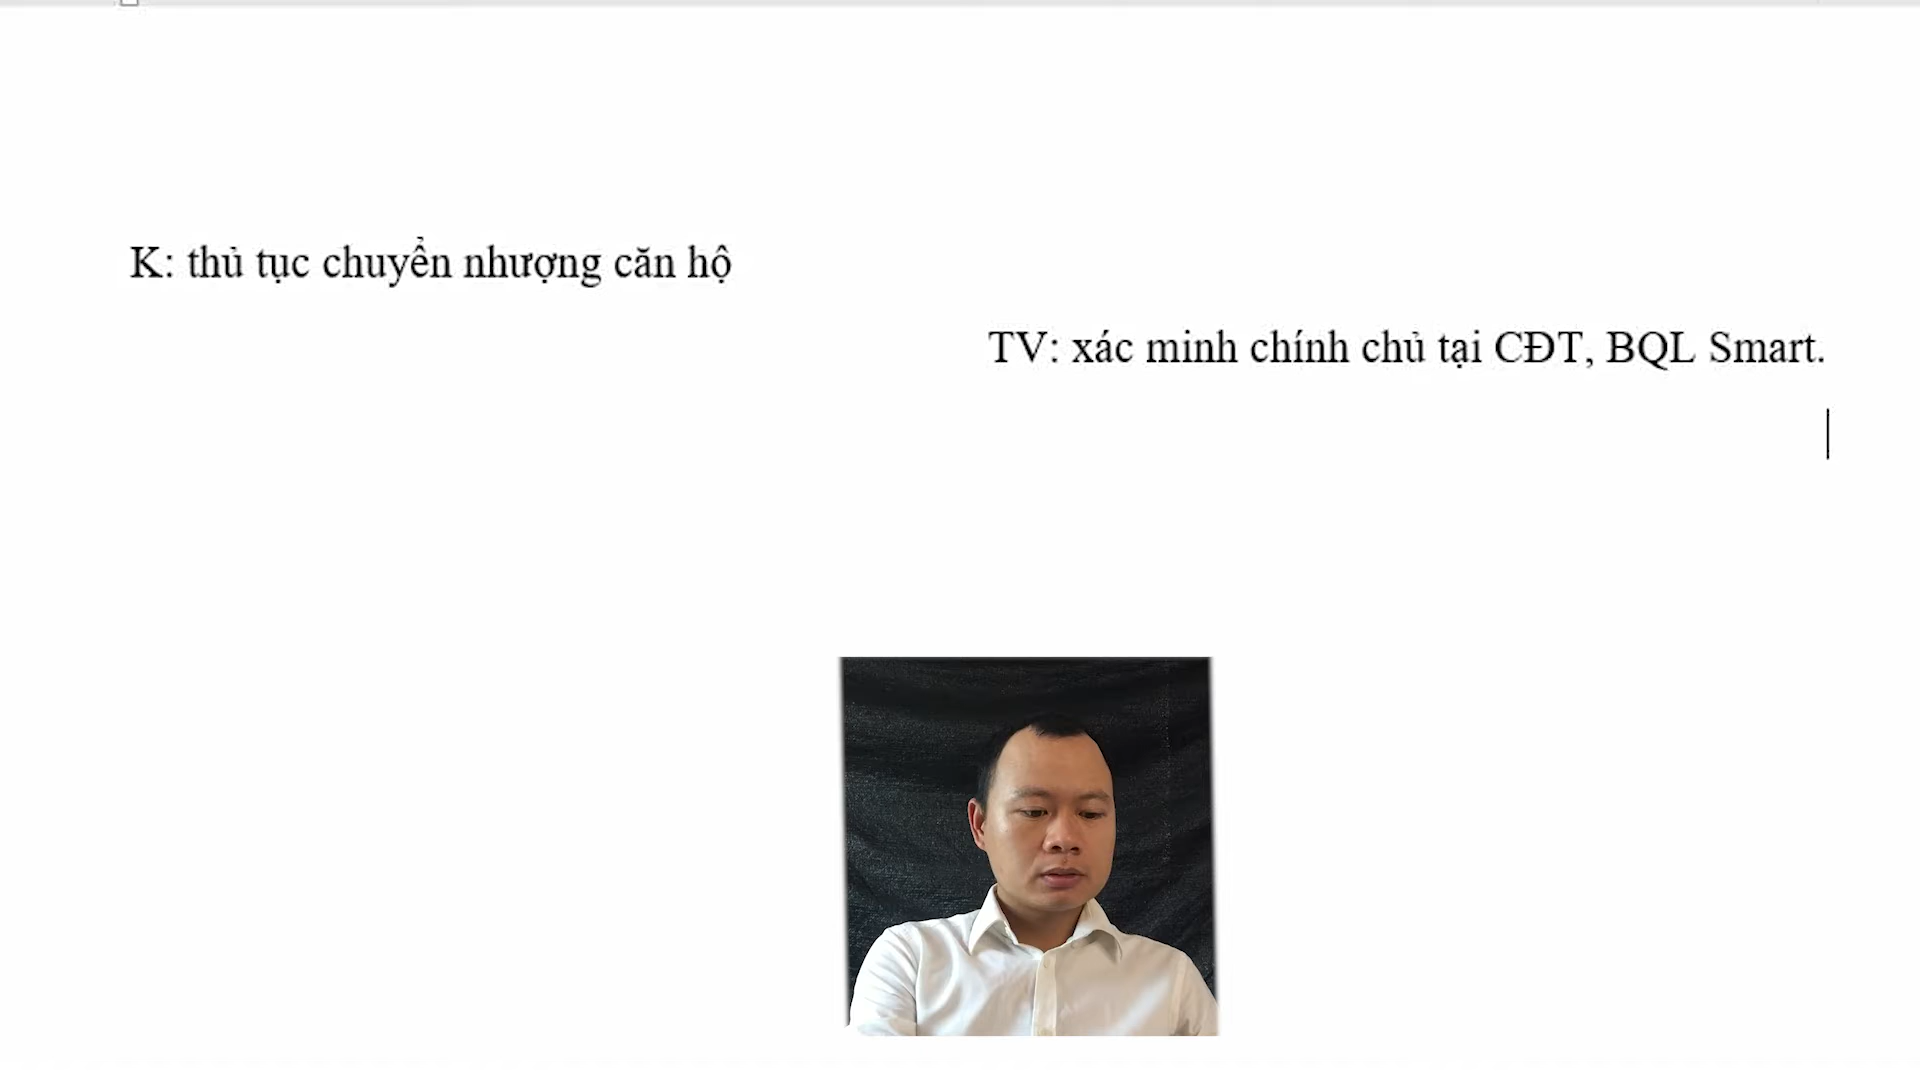 K: thủ tục chuyển nhượng căn hộ
TV: xác minh chính chủ tại CĐT, BQL Smart.